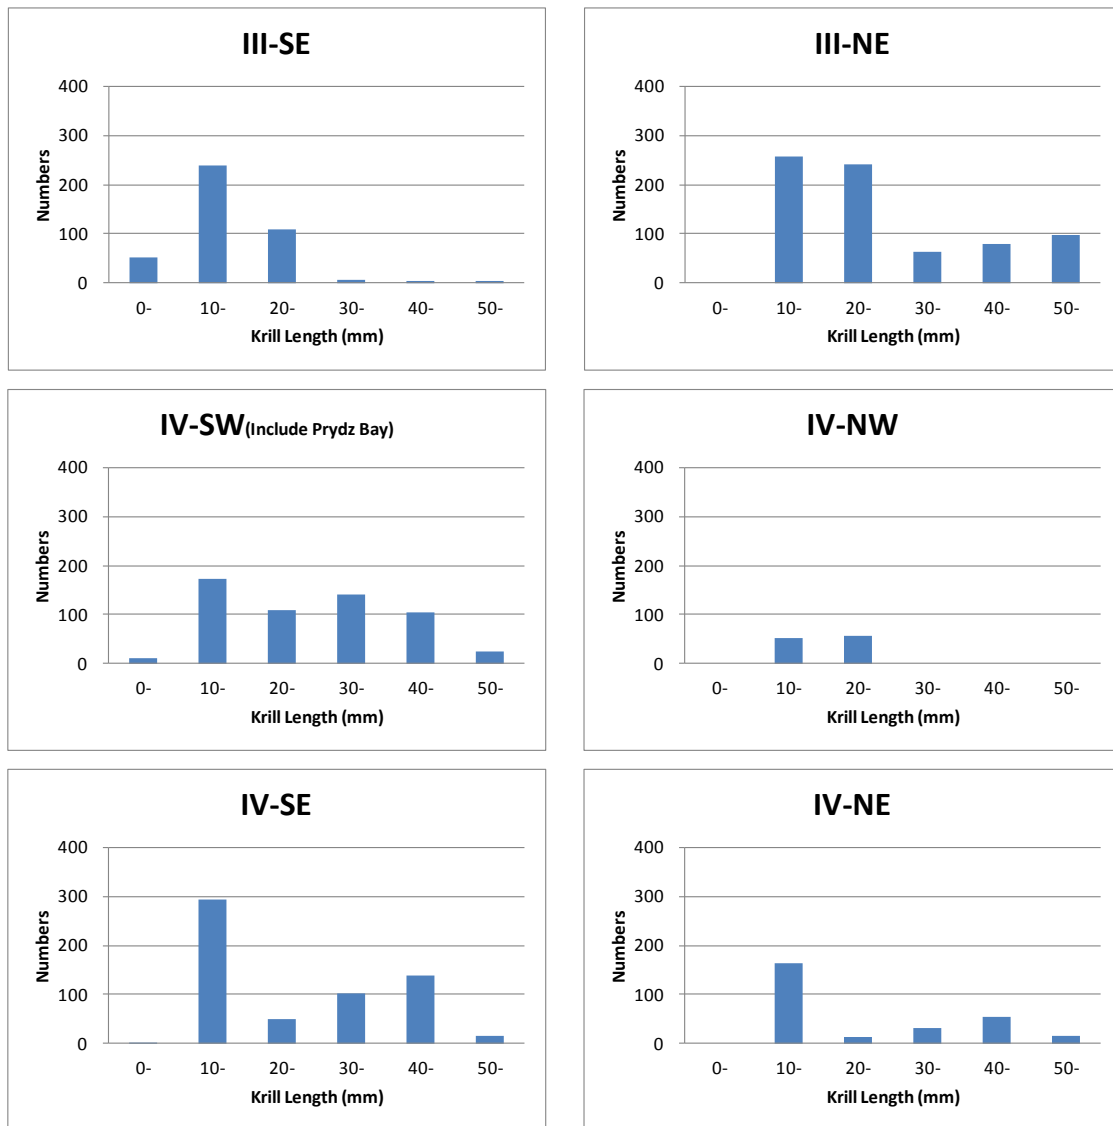 III-SE
400
300
200
100
0
Numbers
0- 10- 20- 30- 40- 50-
Krill Length (mm)
III-NE
400
300
200
100
0
Numbers
0- 10- 20- 30- 40- 50-
Krill Length (mm)
IV-SW(Include Prydz Bay)
400
300
200
100
0
Numbers
0- 10- 20- 30- 40- 50-
Krill Length (mm)
IV-NW
400
300
200
100
0
Numbers
0- 10- 20- 30- 40- 50-
Krill Length (mm)
IV-SE
400
300
200
100
0
Numbers
0- 10- 20- 30- 40- 50-
Krill Length (mm)
IV-NE
400
300
200
100
0
Numbers
0- 10- 20- 30- 40- 50-
Krill Length (mm)